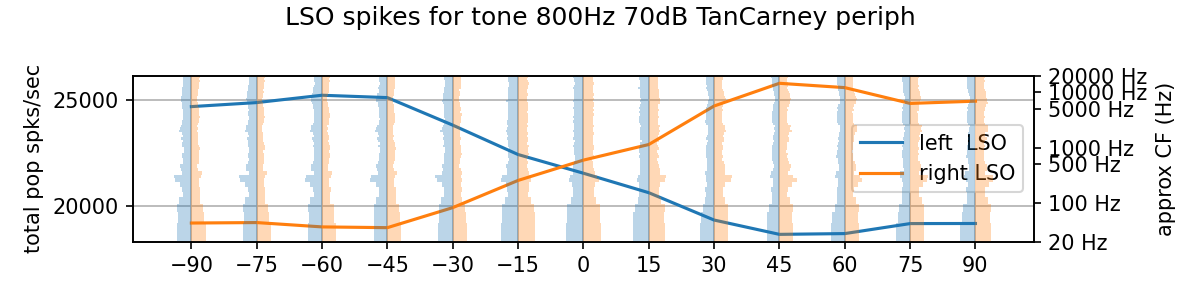 LSO spikes for tone 800Hz 70dB TanCarney periph
total pop spks/sec
25000
20000
20000 Hz
10000 Hz
5000 Hz
1000 Hz
500 Hz
100 Hz
20 Hz
approx CF (Hz)
left LSO
right LSO
−90 −75 −60 −45 −30 −15 0 15 30 45 60 75 90